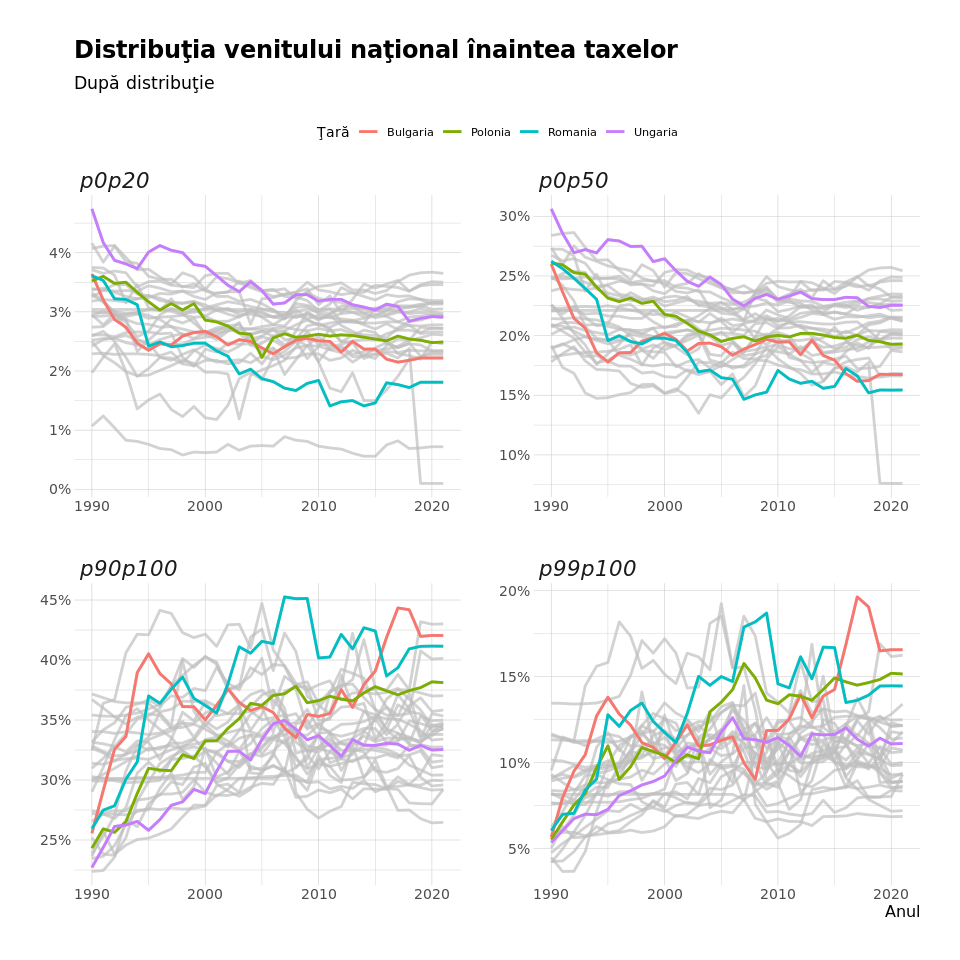 Distribuţia venitului naţional înaintea taxelor
După distribuţie
Ţară Bulgaria Polonia Romania Ungaria
p0p20 p0p50
4%
3%
2%
1%
0%
1990 2000 2010 2020
30%
25%
20%
15%
10%
1990 2000 2010 2020
p90p100 p99p100
45%
40%
35%
30%
25%
1990 2000 2010 2020
20%
15%
10%
5%
1990 2000 2010 2020
Anul